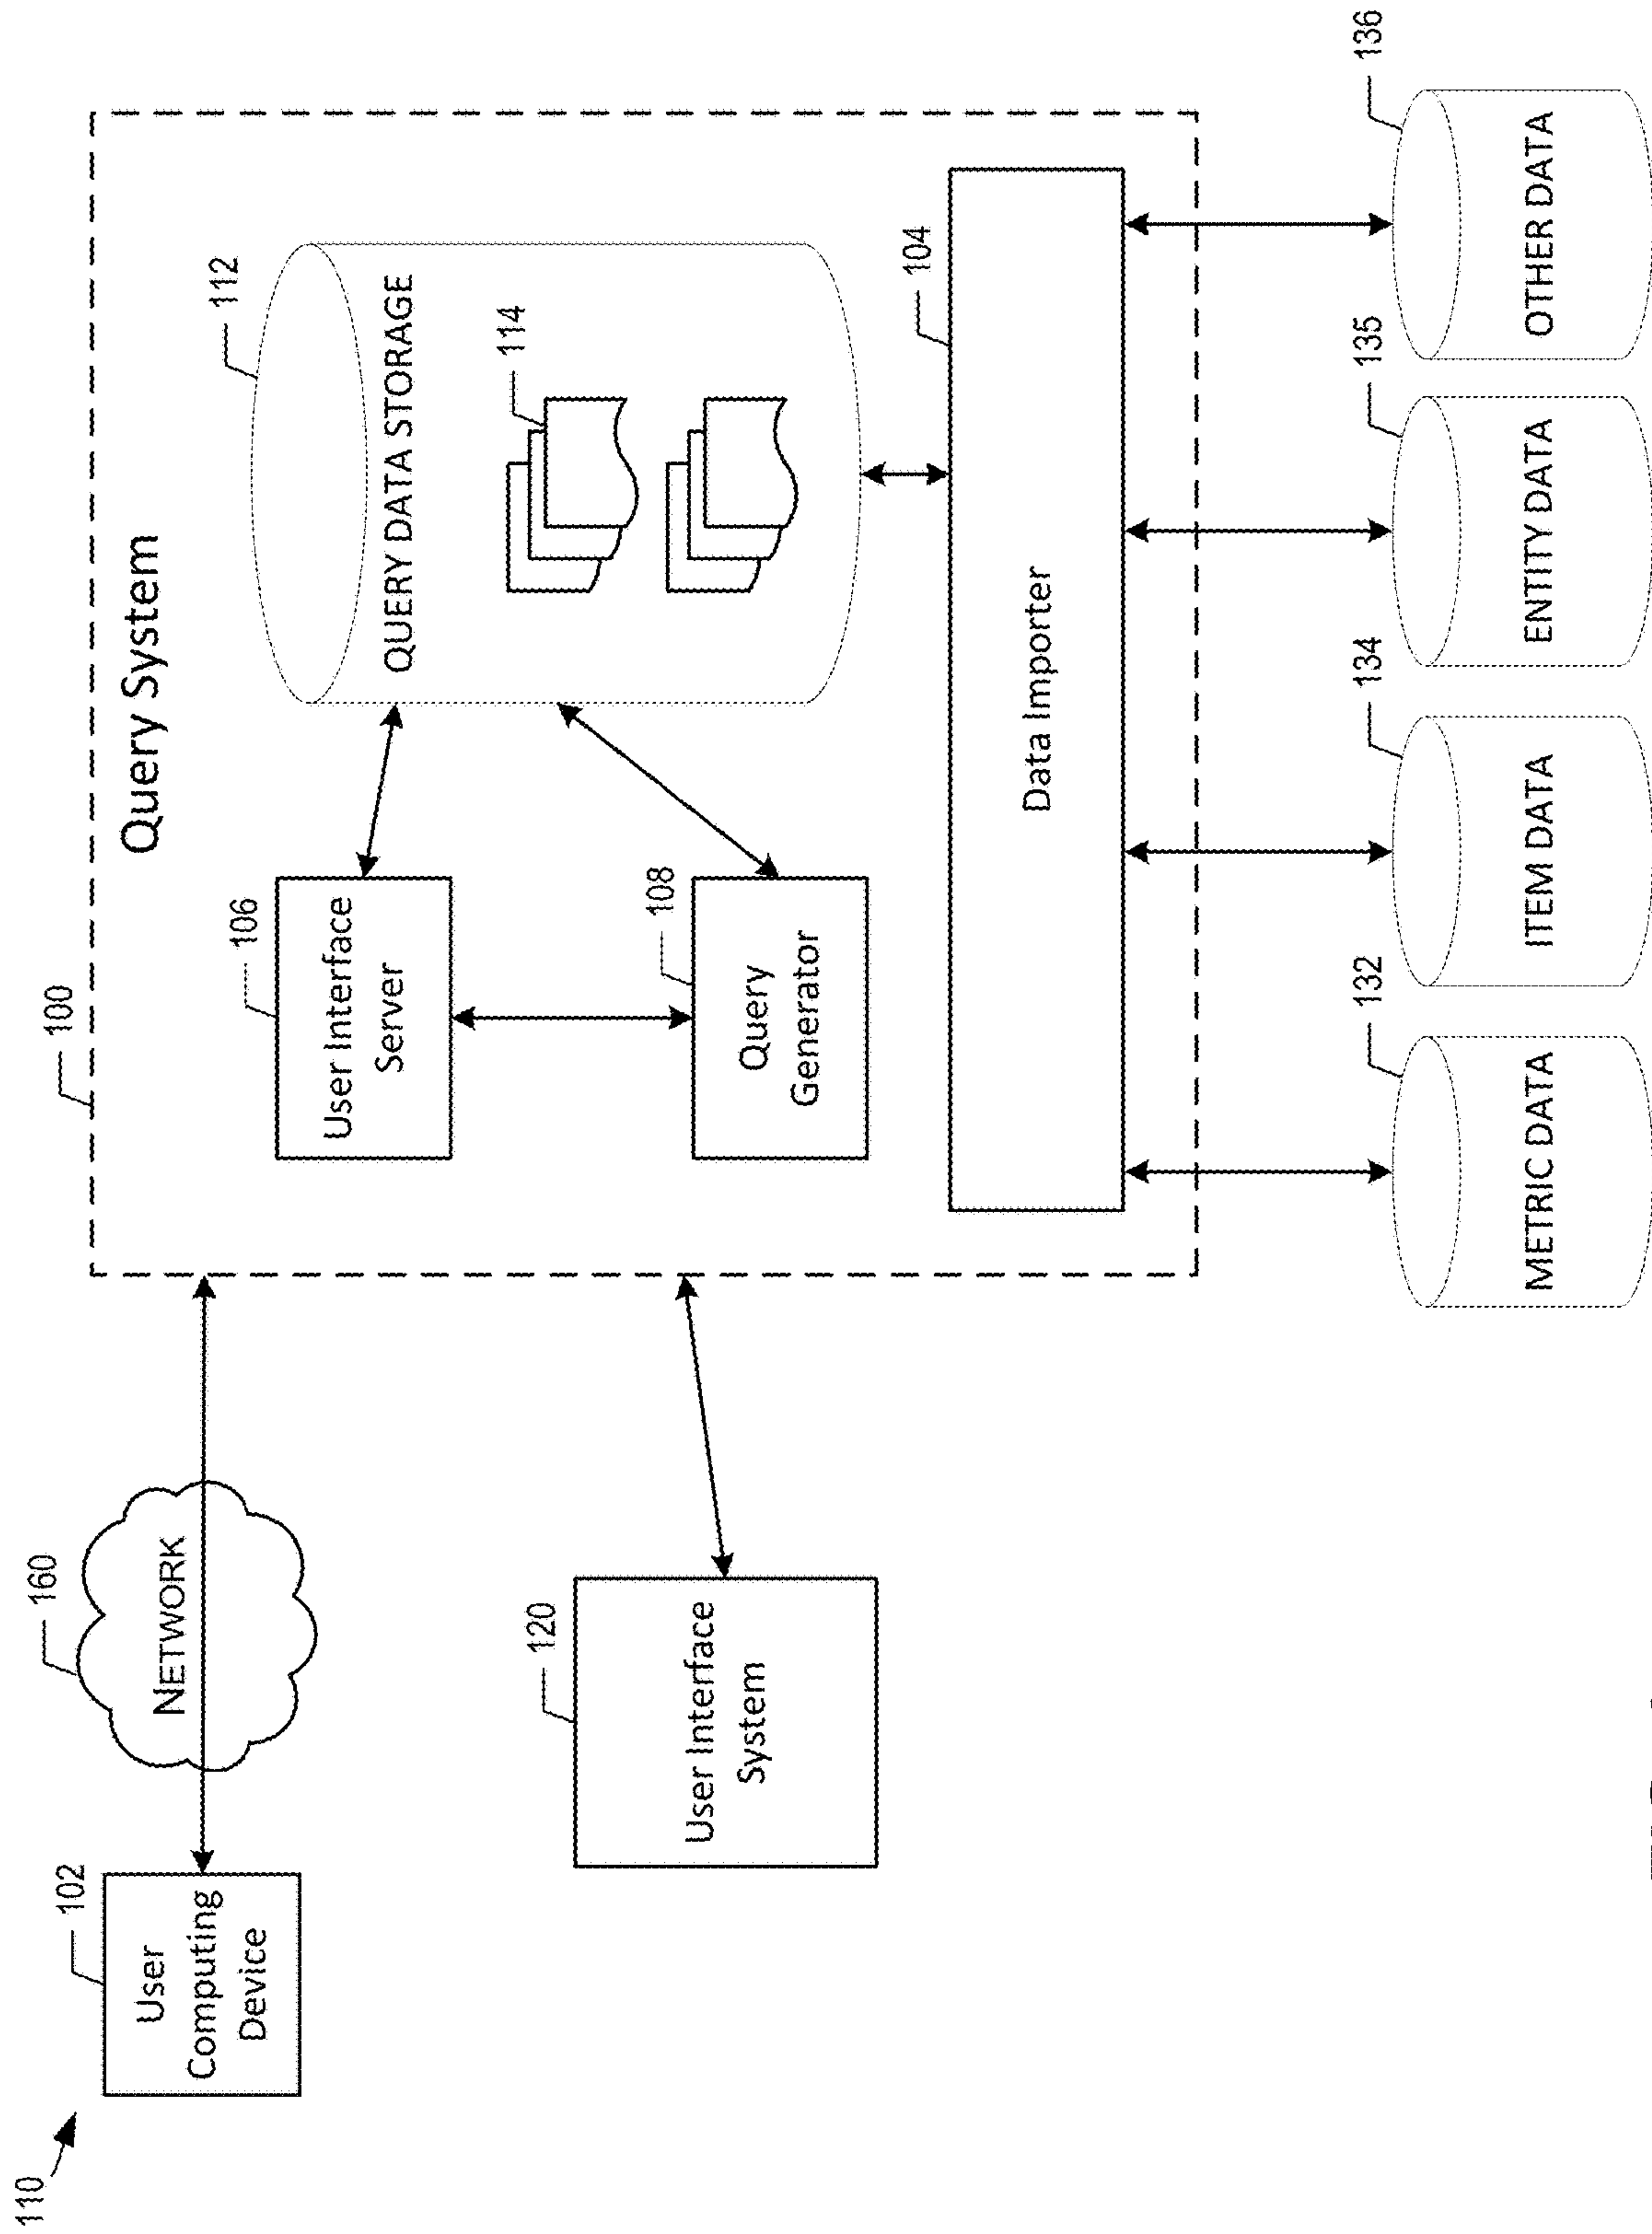 110
102
User
Computing
Device
160
NETWORK
120
User Interface
System
100
Query System
106
User Interface
Server
108
Query
Generator
112
QUERY DATA STORAGE
114
104
Data Importer
132
METRIC DATA
134
ITEM DATA
135
ENTITY DATA
136
OTHER DATA